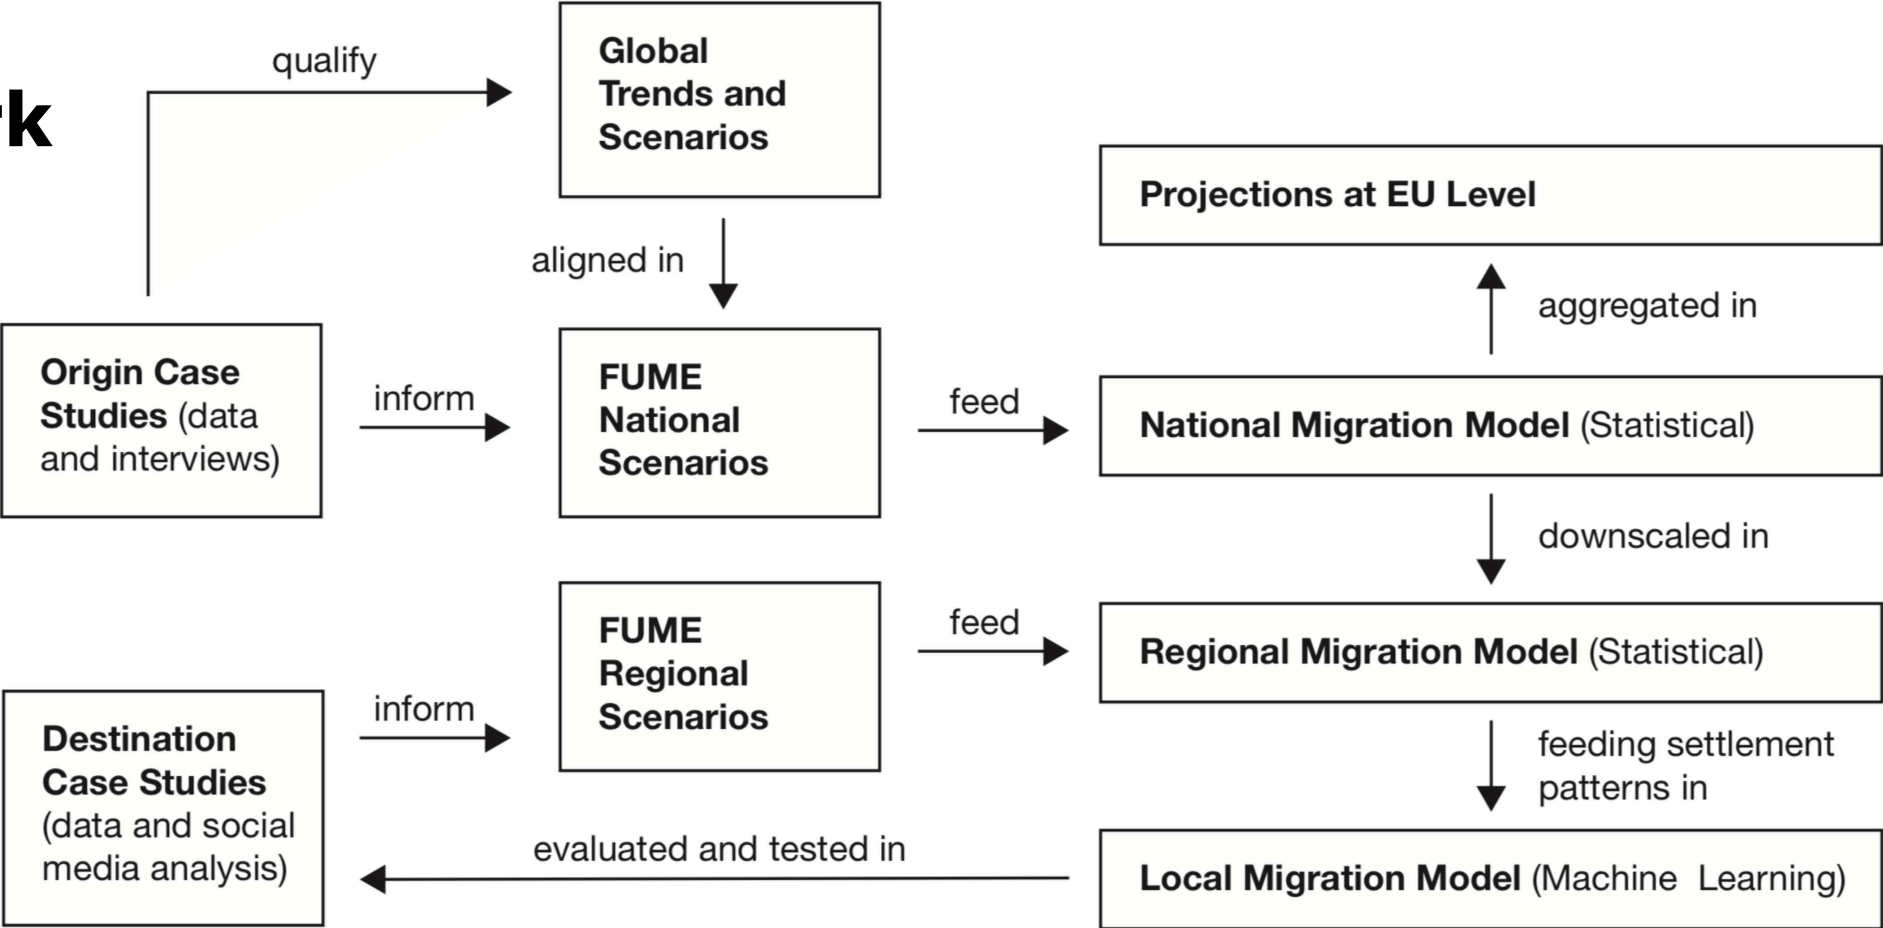 rk
qualify
Global
Trends and
Scenarios
aligned in
Projections at EU Level
aggregated in
Origin Case
Studies (data
and interviews)
inform
FUME
National
Scenarios
feed
National Migration Model (Statistical)
downscaled in
FUME
Regional
Scenarios
feed
Regional Migration Model (Statistical)
Destination
Case Studies
(data and social
media analysis)
inform
feeding settlement
patterns in
evaluated and tested in
Local Migration Model (Machine Learning)